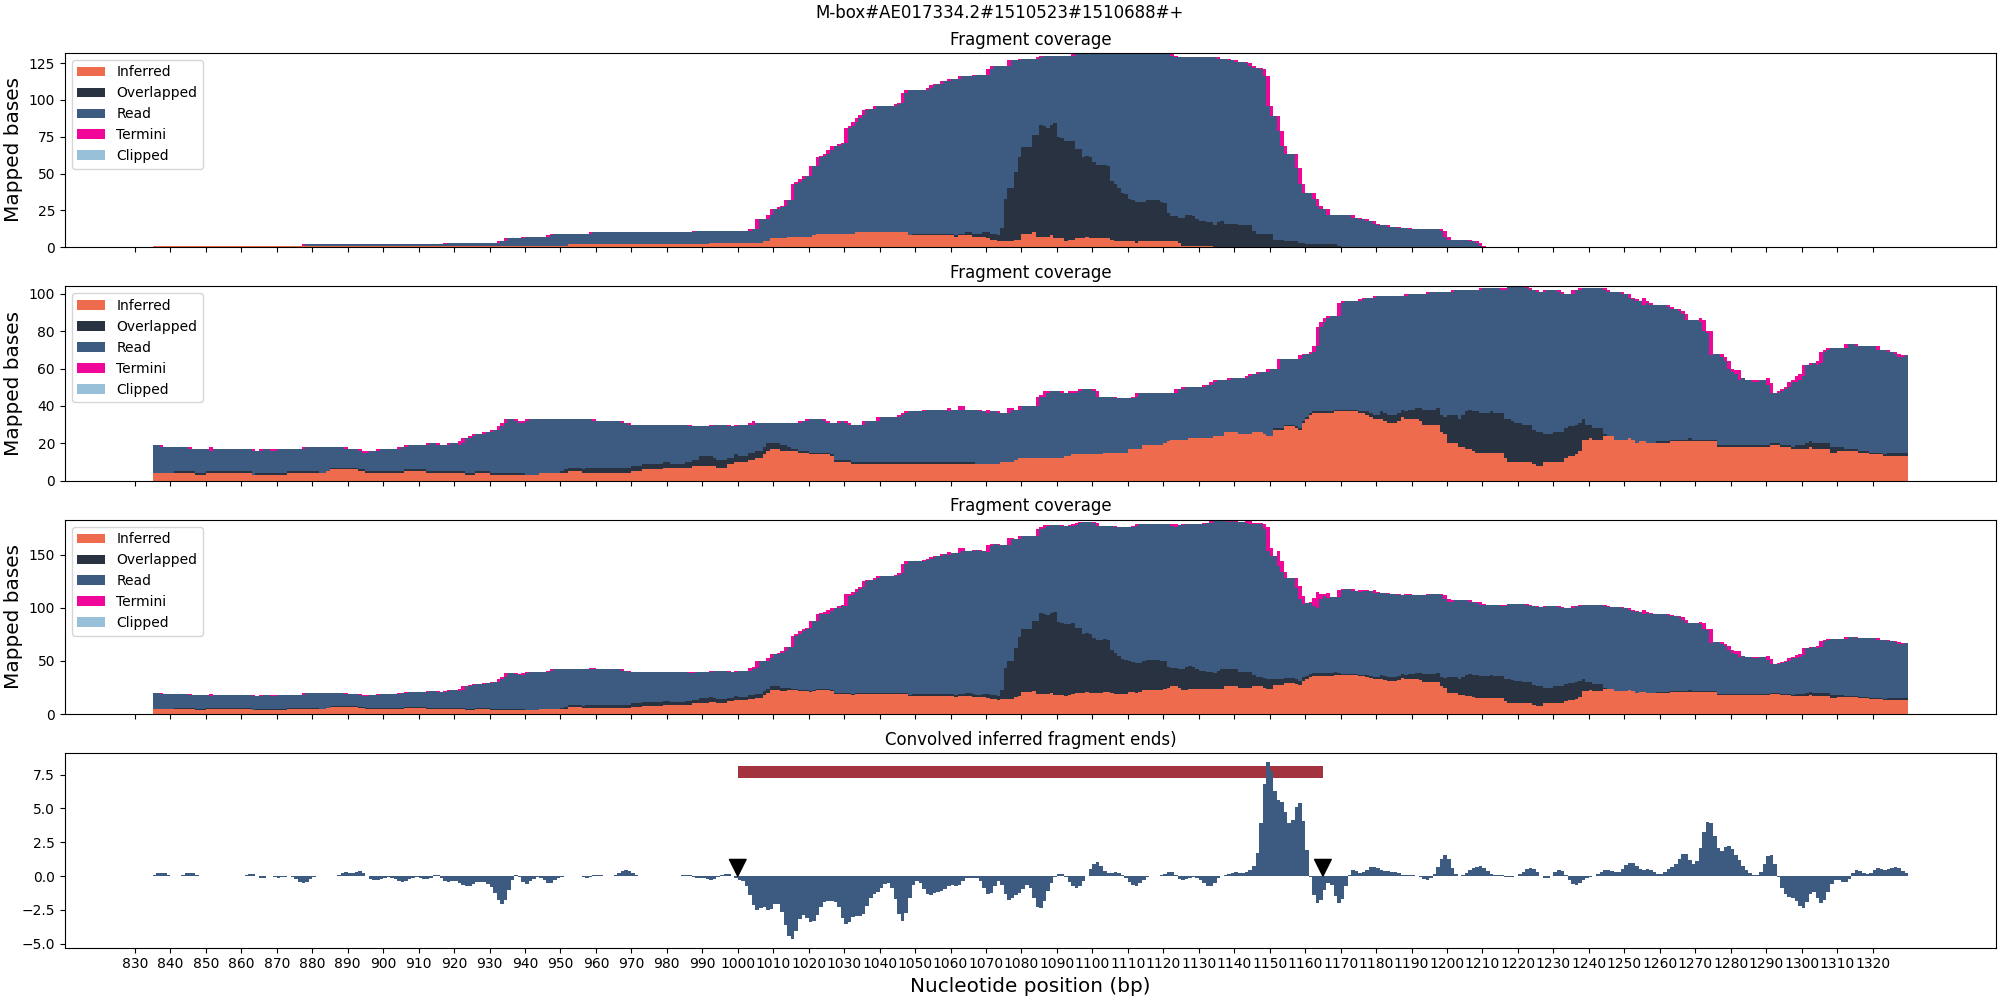 M-box#AE017334.2#1510523#1510688#+
Fragment coverage
Mapped bases
125
100
75
50
25
0
Inferred
Overlapped
Read
Termini
Clipped
Fragment coverage
Mapped bases
100
80
60
40
20
0
Inferred
Overlapped
Read
Termini
Clipped
Fragment coverage
Mapped bases
150
100
50
0
Inferred
Overlapped
Read
Termini
Clipped
Convolved inferred fragment ends)
7.5
5.0
2.5
0.0
−2.5
−5.0
830 840 850 860 870 880 890 900 910 920 930 940 950 960 970 980 990 1000 1010 1020 1030 1040 1050 1060 1070 1080 1090 1100 1110 1120 1130 1140 1150 1160 1170 1180 1190 1200 1210 1220 1230 1240 1250 1260 1270 1280 1290 1300 1310 1320
Nucleotide position (bp)